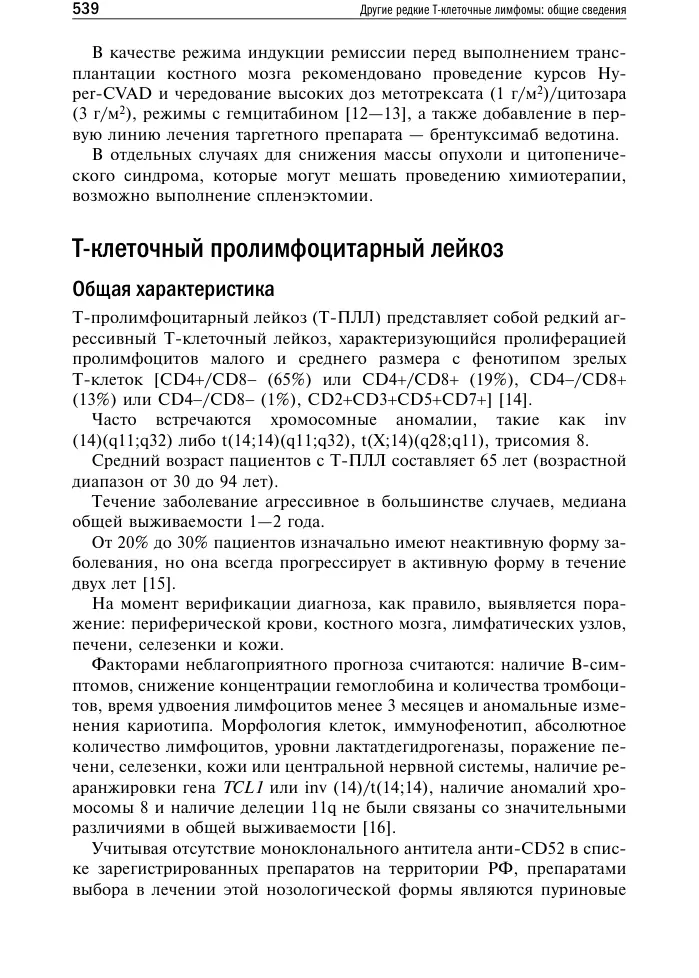 539
Другие редкие Т-клеточные лимфомы: общие сведения
В качестве режима индукции ремиссии перед выполнением транс-
плантации костного мозга рекомендовано проведение курсов Hy-
per-CVAD и чередование высоких доз метотрексата (1 г/м²)/цитозара
(3 г/м²), режимы с гемцитабином [12—13], а также добавление в пер-
вую линию лечения таргетного препарата — брентуксимаб ведотина.
В отдельных случаях для снижения массы опухоли и цитопениче-
ского синдрома, которые могут мешать проведению химиотерапии,
возможно выполнение спленэктомии.
Т-клеточный пролимфоцитарный лейкоз
Общая характеристика
Т-пролимфоцитарный лейкоз (Т-ПЛЛ) представляет собой редкий аг-
рессивный Т-клеточный лейкоз, характеризующийся пролиферацией
пролимфоцитов малого и среднего размера с фенотипом зрелых
Т-клеток [CD4+/CD8– (65%) или CD4+/CD8+ (19%), CD4–/CD8+
(13%) или CD4–/CD8– (1%), CD2+CD3+CD5+CD7+] [14].
Часто встречаются хромосомные аномалии, такие как inv
(14)(q11;q32) либо t(14;14)(q11;q32), t(X;14)(q28;q11), трисомия 8.
Средний возраст пациентов с Т-ПЛЛ составляет 65 лет (возрастной
диапазон от 30 до 94 лет).
Течение заболевание агрессивное в большинстве случаев, медиана
общей выживаемости 1—2 года.
От 20% до 30% пациентов изначально имеют неактивную форму за-
болевания, но она всегда прогрессирует в активную форму в течение
двух лет [15].
На момент верификации диагноза, как правило, выявляется пора-
жение: периферической крови, костного мозга, лимфатических узлов,
печени, селезенки и кожи.
Факторами неблагоприятного прогноза считаются: наличие В-сим-
птомов, снижение концентрации гемоглобина и количества тромбоци-
тов, время удвоения лимфоцитов менее 3 месяцев и аномальные изме-
нения кариотипа. Морфология клеток, иммунофенотип, абсолютное
количество лимфоцитов, уровни лактатдегидрогеназы, поражение пе-
чени, селезенки, кожи или центральной нервной системы, наличие ре-
аранжировки гена TCL1 или inv (14)/t(14;14), наличие аномалий хро-
мосомы 8 и наличие делеции 11q не были связаны со значительными
различиями в общей выживаемости [16].
Учитывая отсутствие моноклонального антитела анти-CD52 в спис-
ке зарегистрированных препаратов на территории РФ, препаратами
выбора в лечении этой нозологической формы являются пуриновые